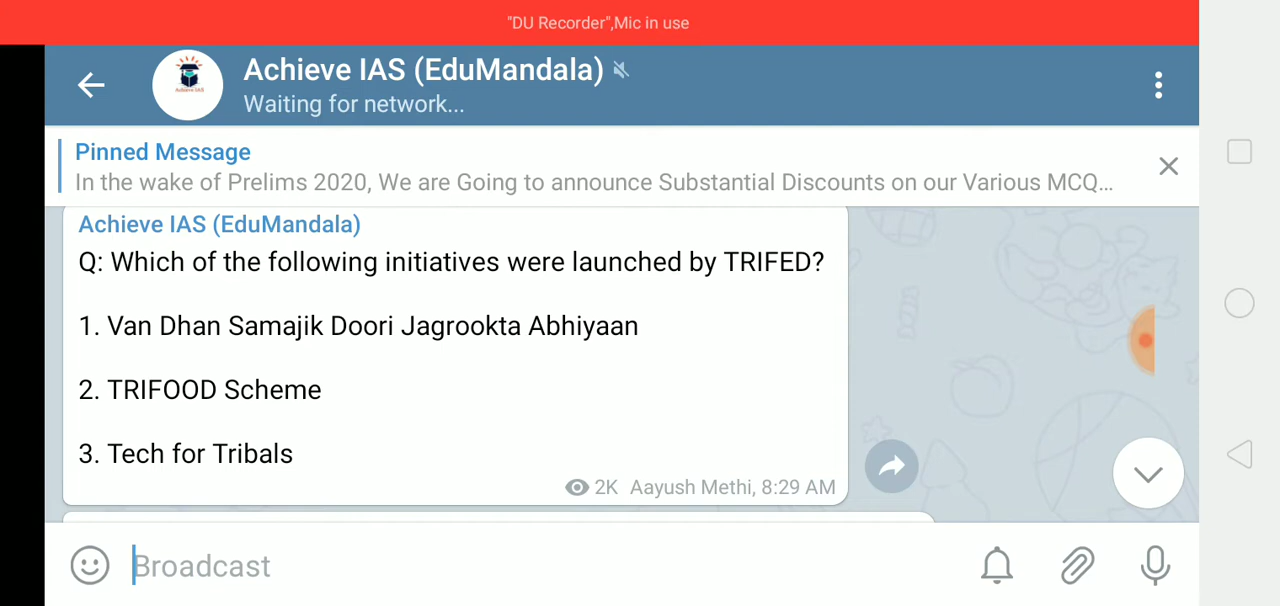 "DU Recorder",Mic in use
Achieve IAS (EduMandala)
Waiting for network...
Pinned Message
In the wake of Prelims 2020, We are Going to announce Substantial Discounts on our Various MCQ...
Achieve IAS (EduMandala)
Q: Which of the following initiatives were launched by TRIFED?
1. Van Dhan Samajik Doori Jagrookta Abhiyaan
2. TRIFOOD Scheme
3. Tech for Tribals
2K Aayush Methi, 8:29 AM
Broadcast